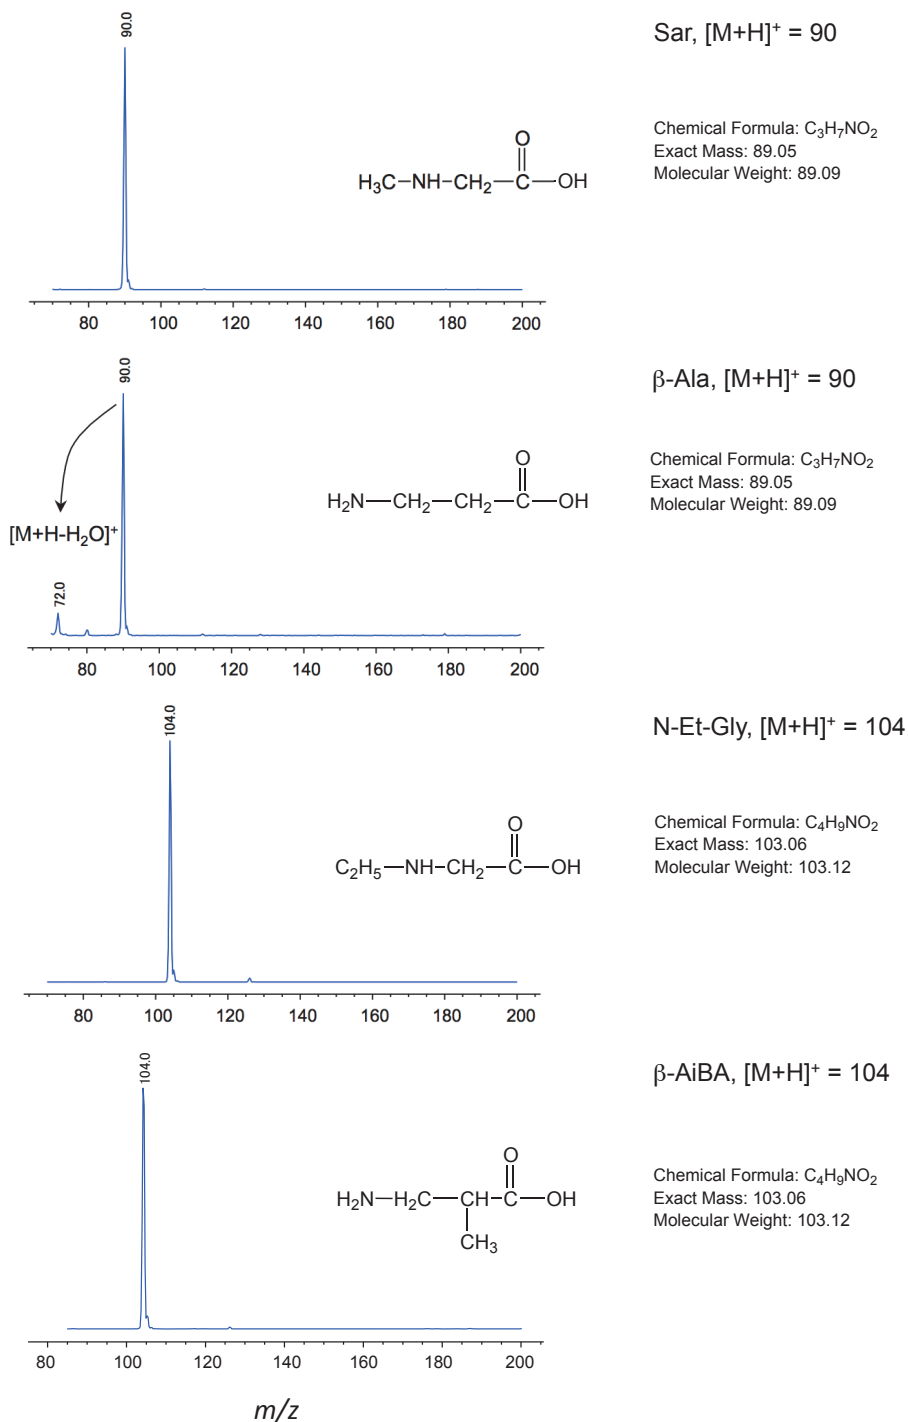 90.0
Sar, [M+H]⁺ = 90
Chemical Formula: C₃H₇NO₂
Exact Mass: 89.05
Molecular Weight: 89.09
O
H₃C—NH—CH₂—C—OH
80 100 120 140 160 180 200
90.0
β-Ala, [M+H]⁺ = 90
Chemical Formula: C₃H₇NO₂
Exact Mass: 89.05
Molecular Weight: 89.09
O
H₂N—CH₂—CH₂—C—OH
[M+H-H₂O]⁺
72.0
80 100 120 140 160 180 200
104.0
N-Et-Gly, [M+H]⁺ = 104
Chemical Formula: C₄H₉NO₂
Exact Mass: 103.06
Molecular Weight: 103.12
O
C₂H₅—NH—CH₂—C—OH
80 100 120 140 160 180 200
104.0
β-AiBA, [M+H]⁺ = 104
Chemical Formula: C₄H₉NO₂
Exact Mass: 103.06
Molecular Weight: 103.12
O
H₂N—H₂C—CH—C—OH
CH₃
80 100 120 140 160 180 200
m/z